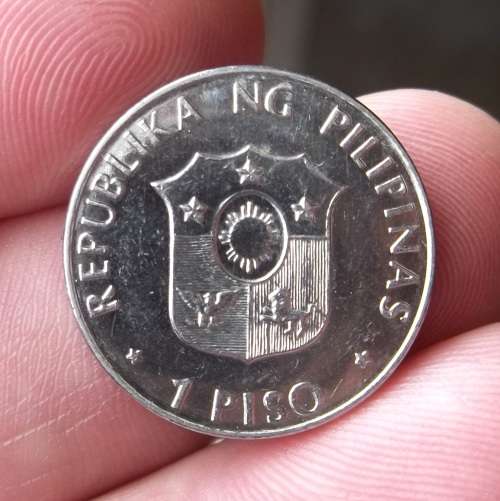 REPUBLIKA NG PILIPINAS
1 PISO